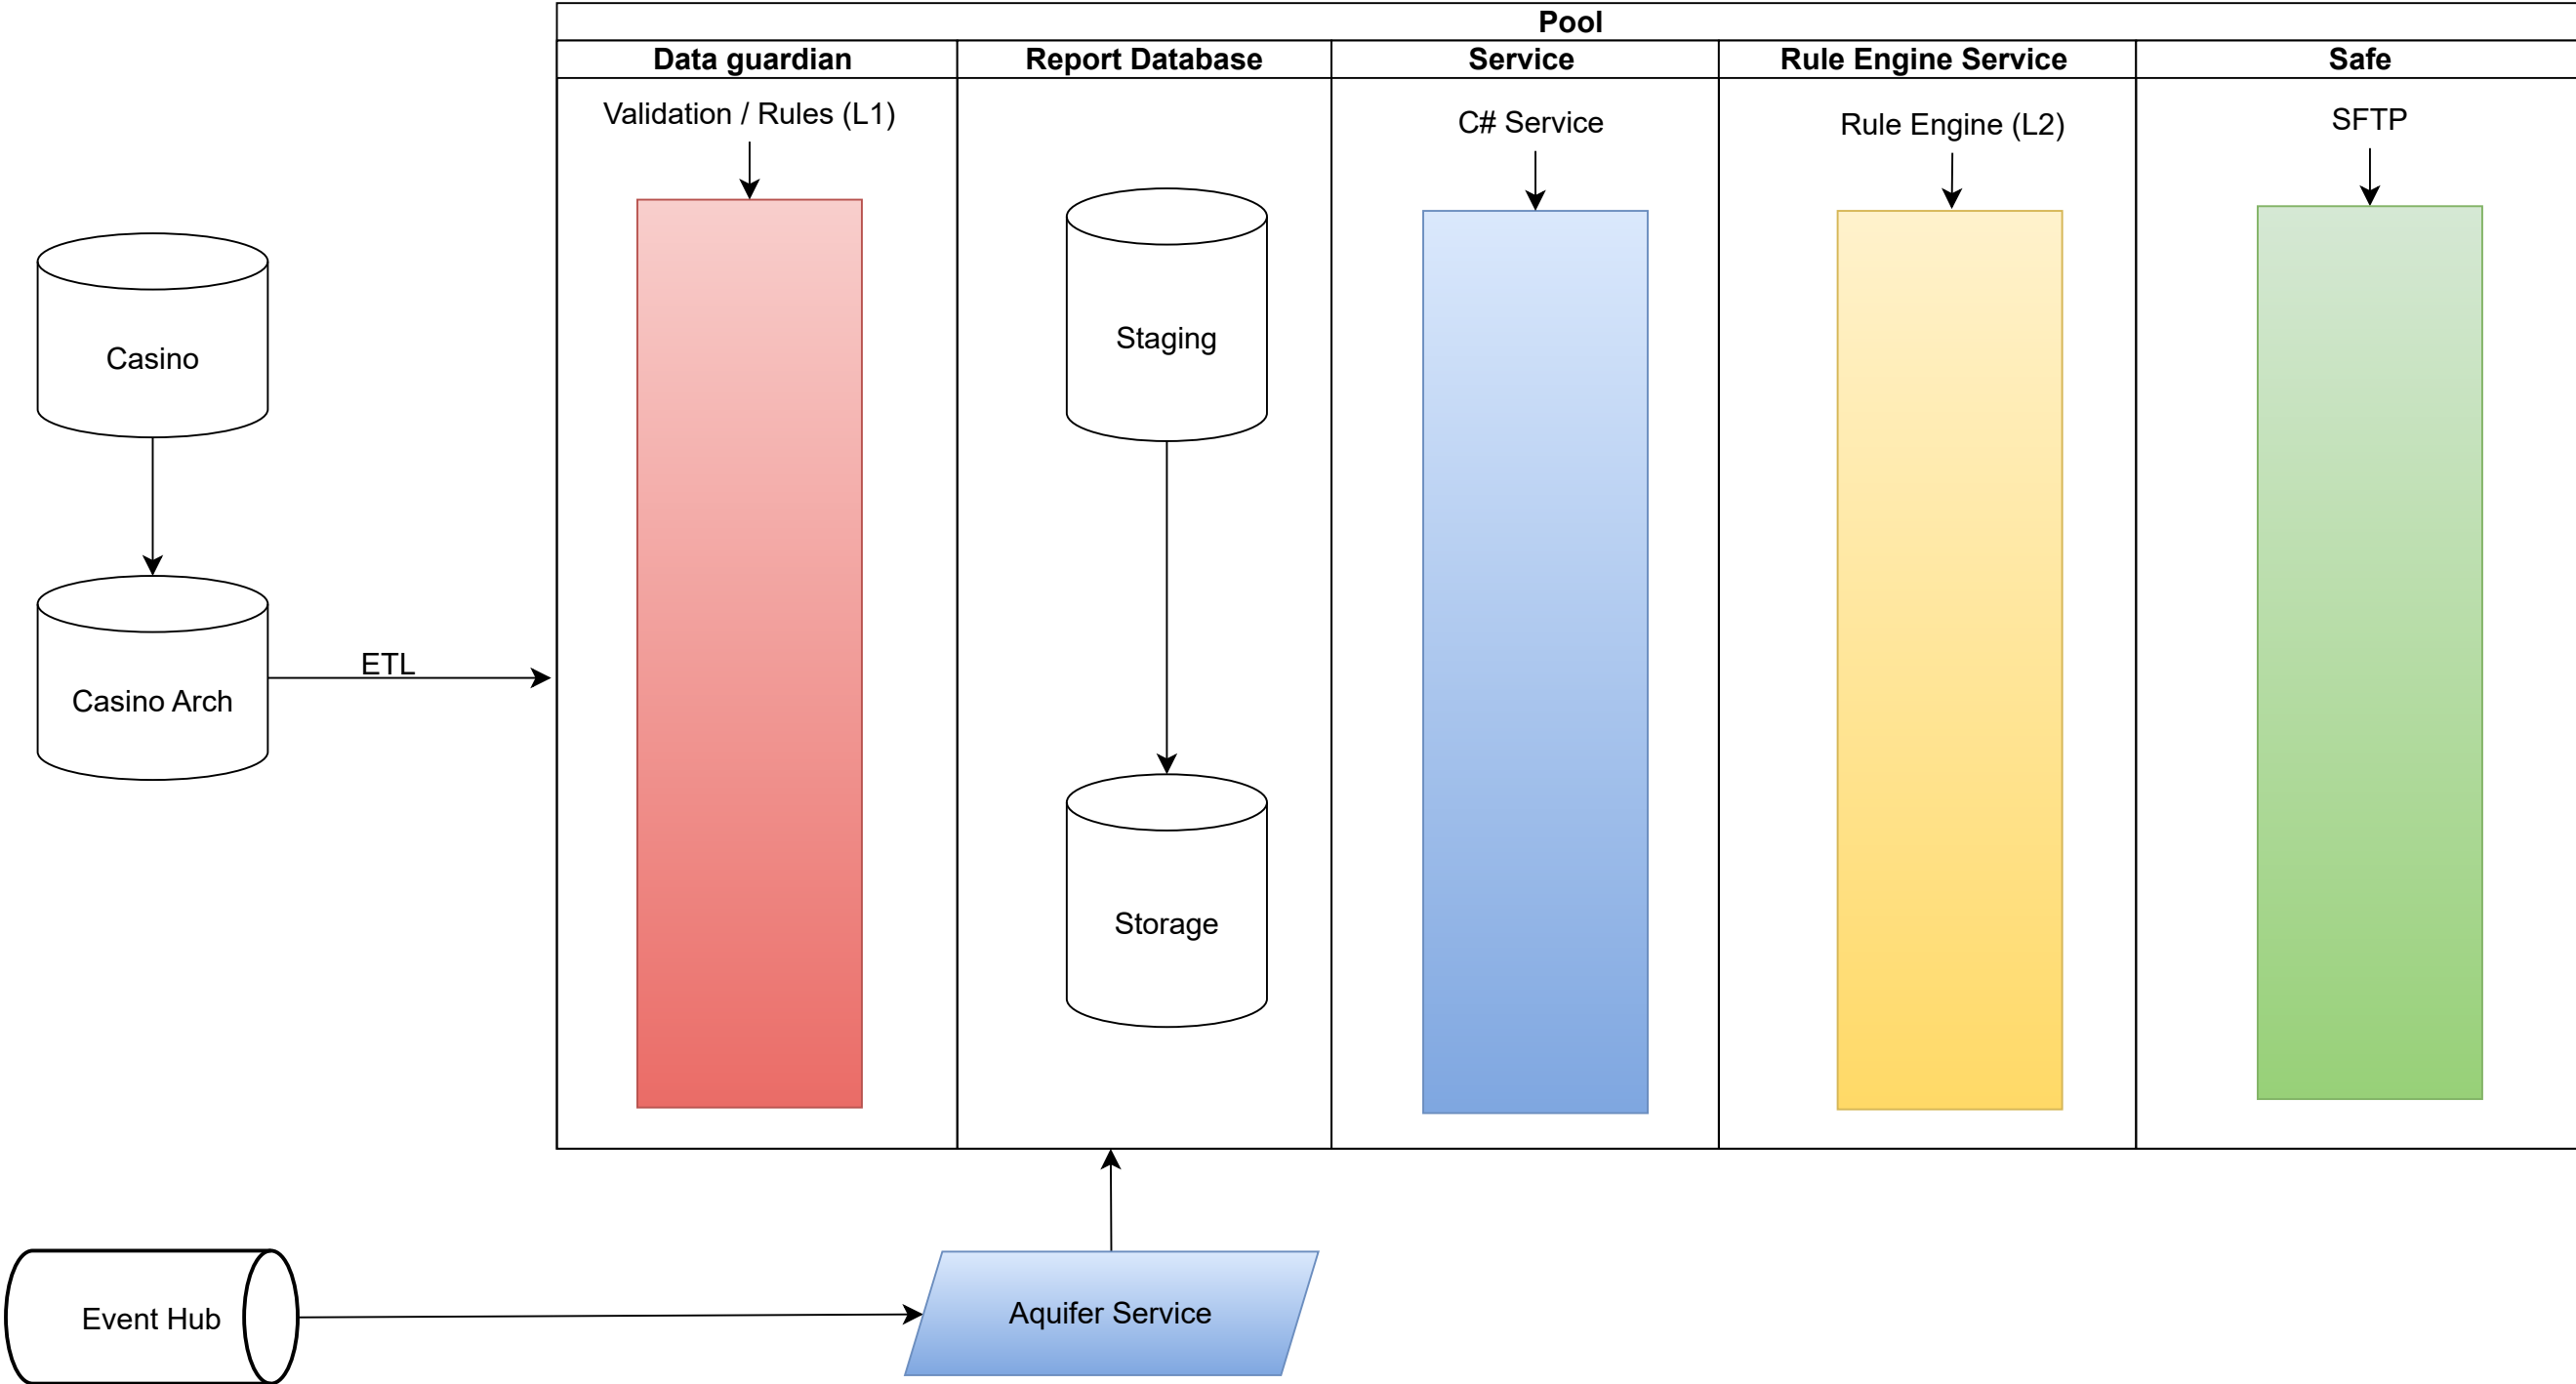 Pool
Data guardian
Report Database
Service
Rule Engine Service
Safe
Validation / Rules (L1)
C# Service
Rule Engine (L2)
SFTP
Casino
Staging
ETL
Casino Arch
Storage
Event Hub
Aquifer Service